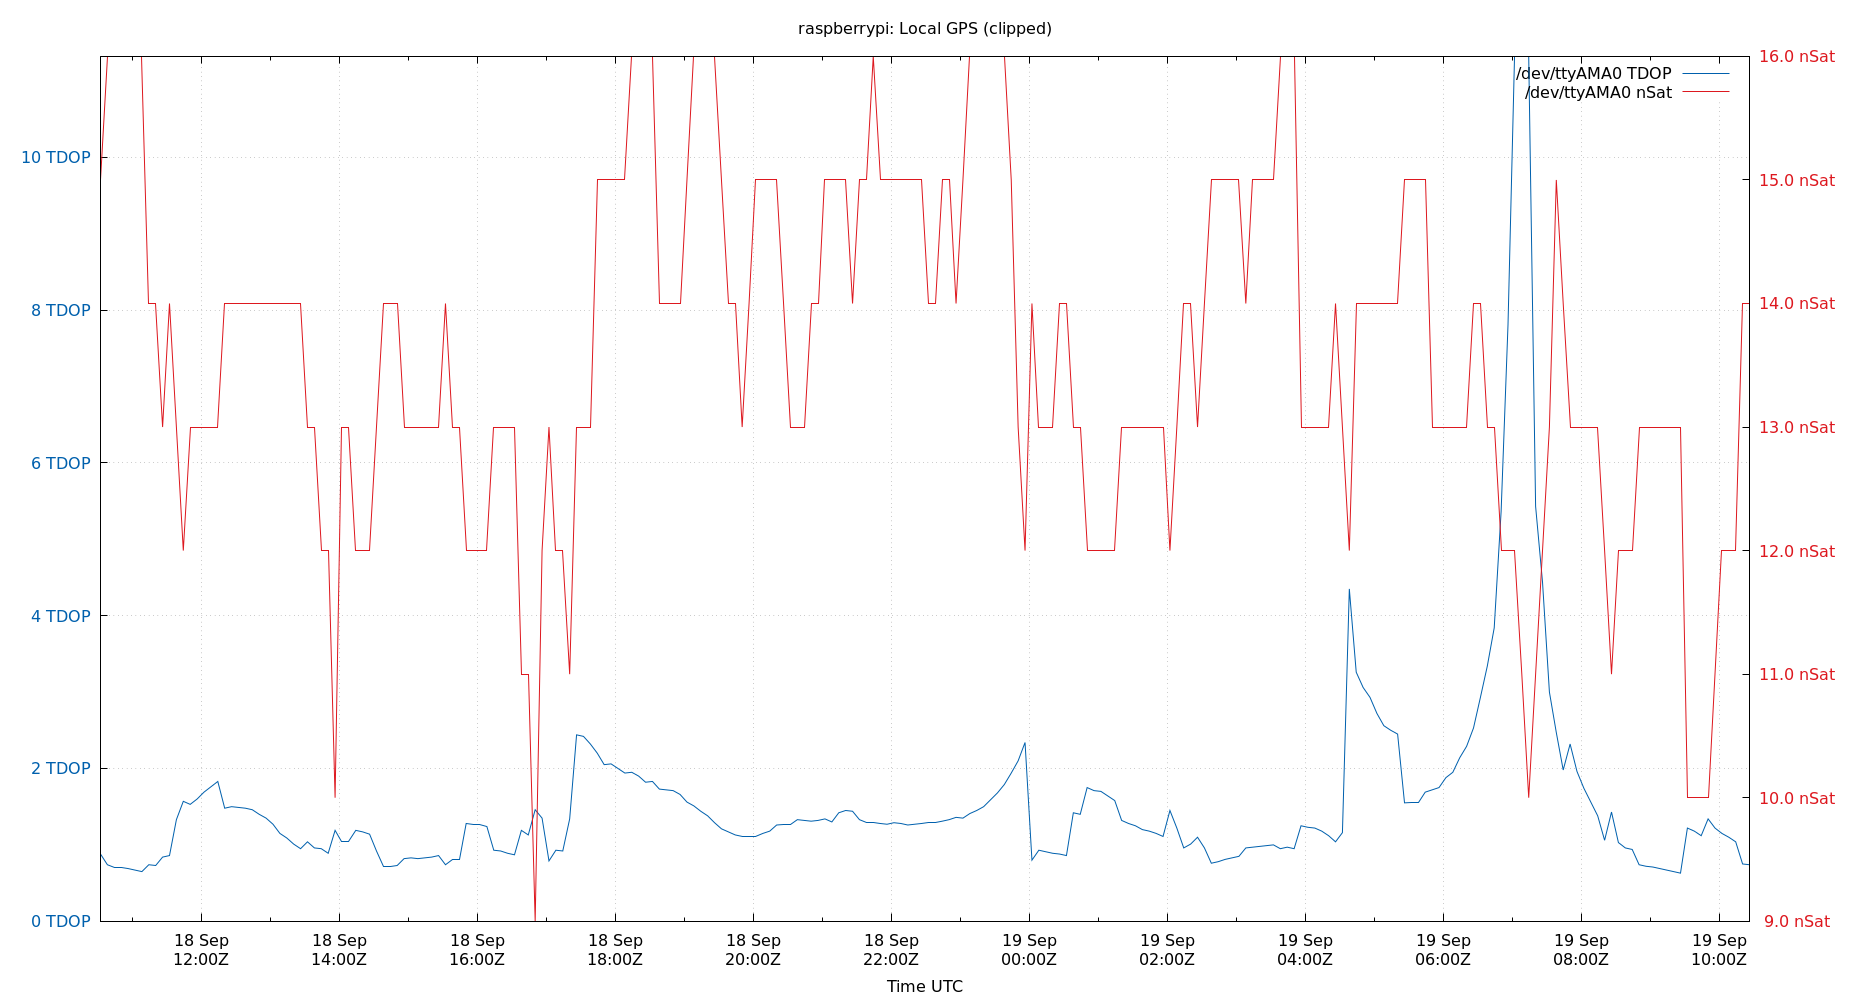 raspberrypi: Local GPS (clipped)
16.0 nSat
/dev/ttyAMA0 TDOP
/dev/ttyAMA0 nSat
10 TDOP
15.0 nSat
8 TDOP
14.0 nSat
13.0 nSat
6 TDOP
12.0 nSat
4 TDOP
11.0 nSat
2 TDOP
10.0 nSat
0 TDOP
9.0 nSat
18 Sep 18 Sep 18 Sep 18 Sep 18 Sep 18 Sep 19 Sep 19 Sep 19 Sep 19 Sep 19 Sep 19 Sep
12:00Z 14:00Z 16:00Z 18:00Z 20:00Z 22:00Z 00:00Z 02:00Z 04:00Z 06:00Z 08:00Z 10:00Z
Time UTC